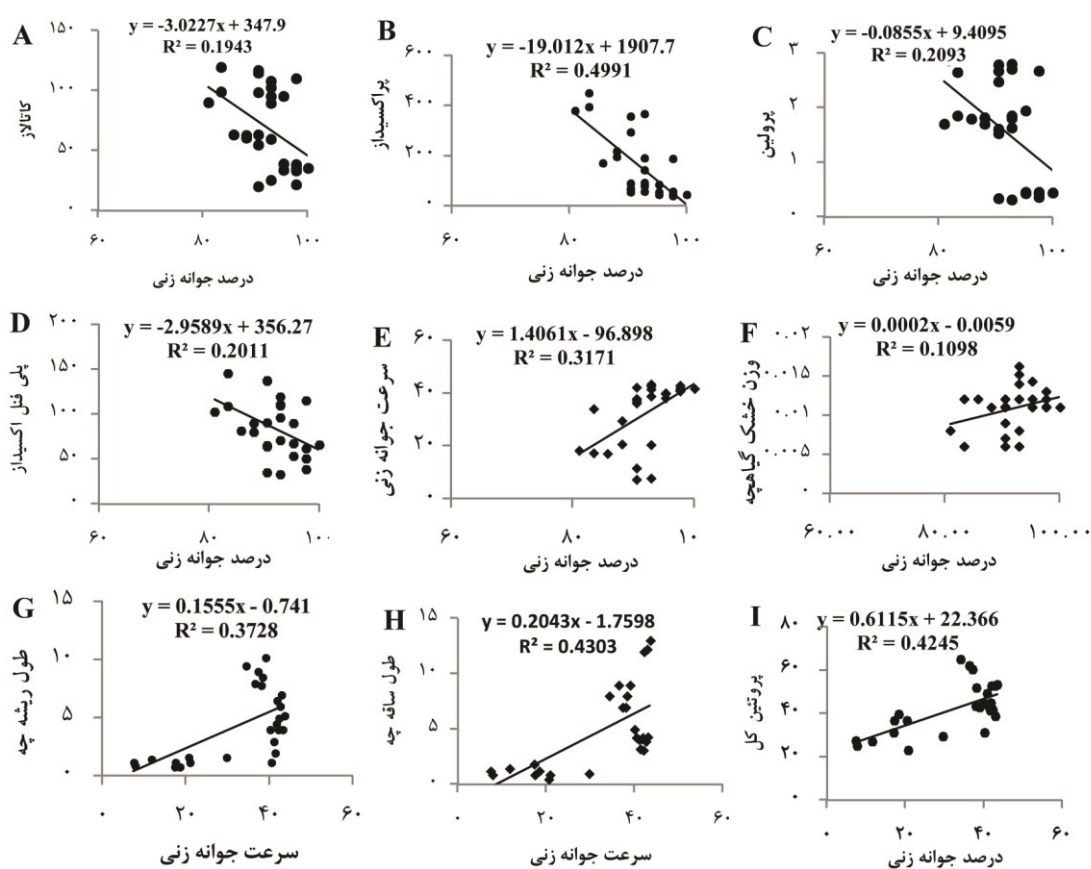 A
y = -3.0227x + 347.9
R² = 0.1943
کاتالاز
۱۵۰
۱۰۰
۵۰
۰
۶۰ ۸۰ ۱۰۰
درصد جوانه زنی
B
y = -19.012x + 1907.7
R² = 0.4991
پراکسیداز
۶۰۰
۴۰۰
۲۰۰
۰
۶۰ ۸۰ ۱۰۰
درصد جوانه زنی
C
y = -0.0855x + 9.4095
R² = 0.2093
پرولین
۳
۲
۱
۰
۶۰ ۸۰ ۱۰۰
درصد جوانه زنی
D
y = -2.9589x + 356.27
R² = 0.2011
پلی فنل اکسیداز
۲۰۰
۱۵۰
۱۰۰
۵۰
۰
۶۰ ۸۰ ۱۰
درصد جوانه زنی
E
y = 1.4061x - 96.898
R² = 0.3171
سرعت جوانه زنی
۶۰
۴۰
۲۰
۰
۶۰ ۸۰ ۱۰
درصد جوانه زنی
F
y = 0.0002x - 0.0059
R² = 0.1098
وزن خشک گیاهچه
۰.۰۲
۰.۰۱۵
۰.۰۱
۰.۰۰۵
۰
۶۰.۰۰ ۸۰.۰۰ ۱۰۰.۰۰
درصد جوانه زنی
G
y = 0.1555x - 0.741
R² = 0.3728
طول ریشه چه
۱۵
۱۰
۵
۰
۰ ۲۰ ۴۰ ۶۰
سرعت جوانه زنی
H
y = 0.2043x - 1.7598
R² = 0.4303
طول ساقه چه
۱۵
۱۰
۵
۰
۰ ۲۰ ۴۰ ۶۰
سرعت جوانه زنی
I
y = 0.6115x + 22.366
R² = 0.4245
پروتئین کل
۸۰
۶۰
۴۰
۲۰
۰
۰ ۲۰ ۴۰ ۶۰
درصد جوانه زنی